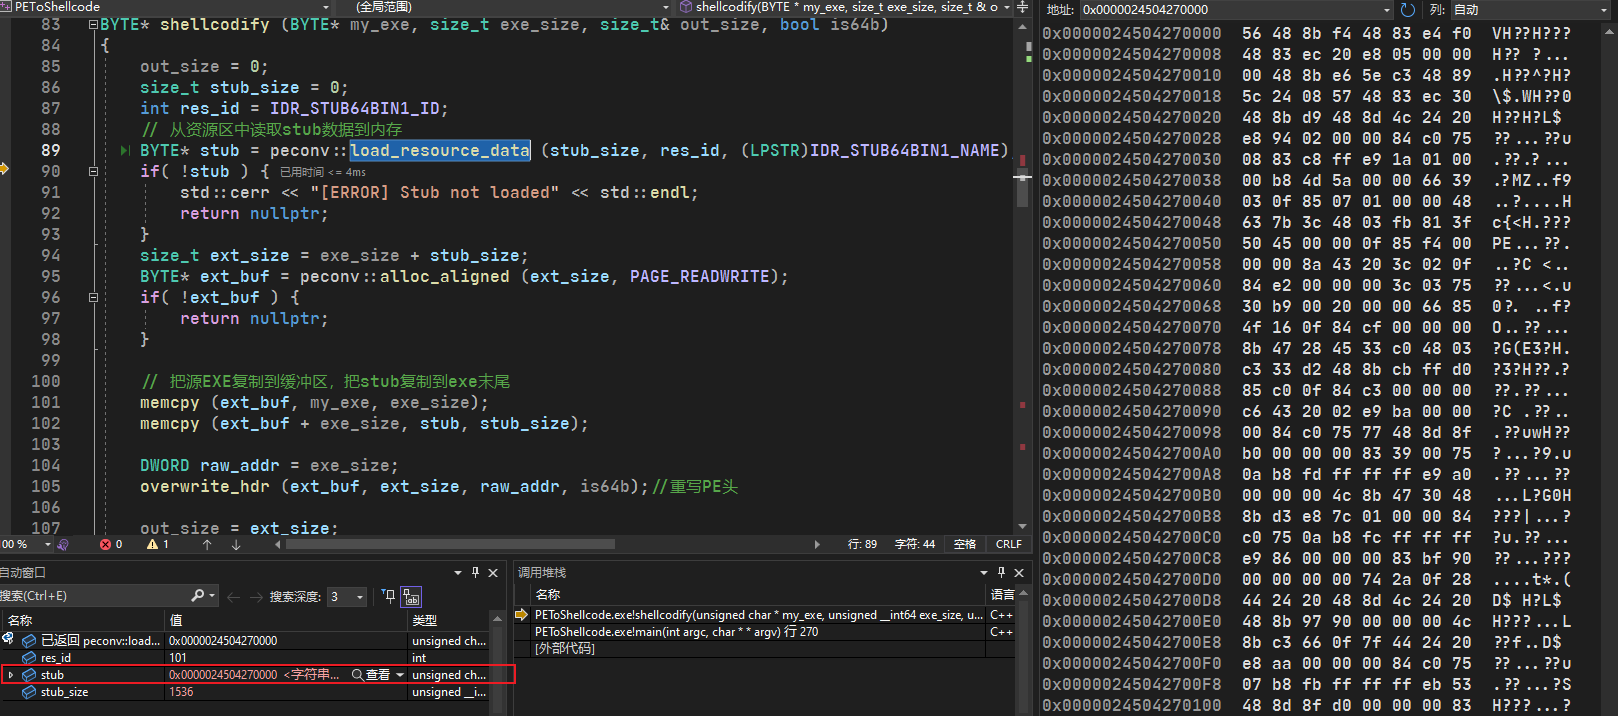 PEToShellcode (全局范围) shellcodify(BYTE * my_exe, size_t exe_size, size_t & o
83 BYTE* shellcodify (BYTE* my_exe, size_t exe_size, size_t& out_size, bool is64b)
84 {
85 out_size = 0;
86 size_t stub_size = 0;
87 int res_id = IDR_STUB64BIN1_ID;
88 // 从资源区中读取stub数据到内存
89 BYTE* stub = peconv::load_resource_data (stub_size, res_id, (LPSTR)IDR_STUB64BIN1_NAME)
90 if( !stub ) { 已用时间 <= 4ms
91 std::cerr << "[ERROR] Stub not loaded" << std::endl;
92 return nullptr;
93 }
94 size_t ext_size = exe_size + stub_size;
95 BYTE* ext_buf = peconv::alloc_aligned (ext_size, PAGE_READWRITE);
96 if( !ext_buf ) {
97 return nullptr;
98 }
99
100 // 把源EXE复制到缓冲区，把stub复制到exe末尾
101 memcpy (ext_buf, my_exe, exe_size);
102 memcpy (ext_buf + exe_size, stub, stub_size);
103
104 DWORD raw_addr = exe_size;
105 overwrite_hdr (ext_buf, ext_size, raw_addr, is64b);//重写PE头
106
107 out_size = ext_size;
00 % 0 1 行: 89 字符: 44 空格 CRLF
自动窗口
搜索(Ctrl+E) 搜索深度: 3
名称 值 类型
已返回 peconv::load... 0x0000024504270000 unsigned ch...
res_id 101 int
stub 0x0000024504270000 <字符串... 查看 unsigned ch...
stub_size 1536 unsigned __i...
调用堆栈
名称 语言
PEToShellcode.exe!shellcodify(unsigned char * my_exe, unsigned __int64 exe_size, u... C++
PEToShellcode.exe!main(int argc, char * * argv) 行 270 C++
[外部代码]
地址: 0x0000024504270000 列: 自动
0x0000024504270000 56 48 8b f4 48 83 e4 f0 VH??H???
0x0000024504270008 48 83 ec 20 e8 05 00 00 H?? ?...
0x0000024504270010 00 48 8b e6 5e c3 48 89 .H??^?H?
0x0000024504270018 5c 24 08 57 48 83 ec 30 \$.WH??0
0x0000024504270020 48 8b d9 48 8d 4c 24 20 H??H?L$
0x0000024504270028 e8 94 02 00 00 84 c0 75 ??...??u
0x0000024504270030 08 83 c8 ff e9 1a 01 00 .??.?...
0x0000024504270038 00 b8 4d 5a 00 00 66 39 .?MZ..f9
0x0000024504270040 03 0f 85 07 01 00 00 48 ..?....H
0x0000024504270048 63 7b 3c 48 03 fb 81 3f c{<H.???
0x0000024504270050 50 45 00 00 0f 85 f4 00 PE...??.
0x0000024504270058 00 00 8a 43 20 3c 02 0f ..?C <..
0x0000024504270060 84 e2 00 00 00 3c 03 75 ??...<.u
0x0000024504270068 30 b9 00 20 00 00 66 85 0?. ..f?
0x0000024504270070 4f 16 0f 84 cf 00 00 00 O..??...
0x0000024504270078 8b 47 28 45 33 c0 48 03 ?G(E3?H.
0x0000024504270080 c3 33 d2 48 8b cb ff d0 ?3?H??.?
0x0000024504270088 85 c0 0f 84 c3 00 00 00 ??.??...
0x0000024504270090 c6 43 20 02 e9 ba 00 00 ?C .??..
0x0000024504270098 00 84 c0 75 77 48 8d 8f .??uwH??
0x00000245042700A0 b0 00 00 00 83 39 00 75 ?...?9.u
0x00000245042700A8 0a b8 fd ff ff ff e9 a0 .??...??
0x00000245042700B0 00 00 00 4c 8b 47 30 48 ...L?G0H
0x00000245042700B8 8b d3 e8 7c 01 00 00 84 ???|...?
0x00000245042700C0 c0 75 0a b8 fc ff ff ff ?u.??...
0x00000245042700C8 e9 86 00 00 00 83 bf 90 ??...???
0x00000245042700D0 00 00 00 00 74 2a 0f 28 ....t*.(
0x00000245042700D8 44 24 20 48 8d 4c 24 20 D$ H?L$
0x00000245042700E0 48 8b 97 90 00 00 00 4c H???...L
0x00000245042700E8 8b c3 66 0f 7f 44 24 20 ??f..D$
0x00000245042700F0 e8 aa 00 00 00 84 c0 75 ??...??u
0x00000245042700F8 07 b8 fb ff ff ff eb 53 .??...?S
0x0000024504270100 48 8d 8f d0 00 00 00 83 H???...?